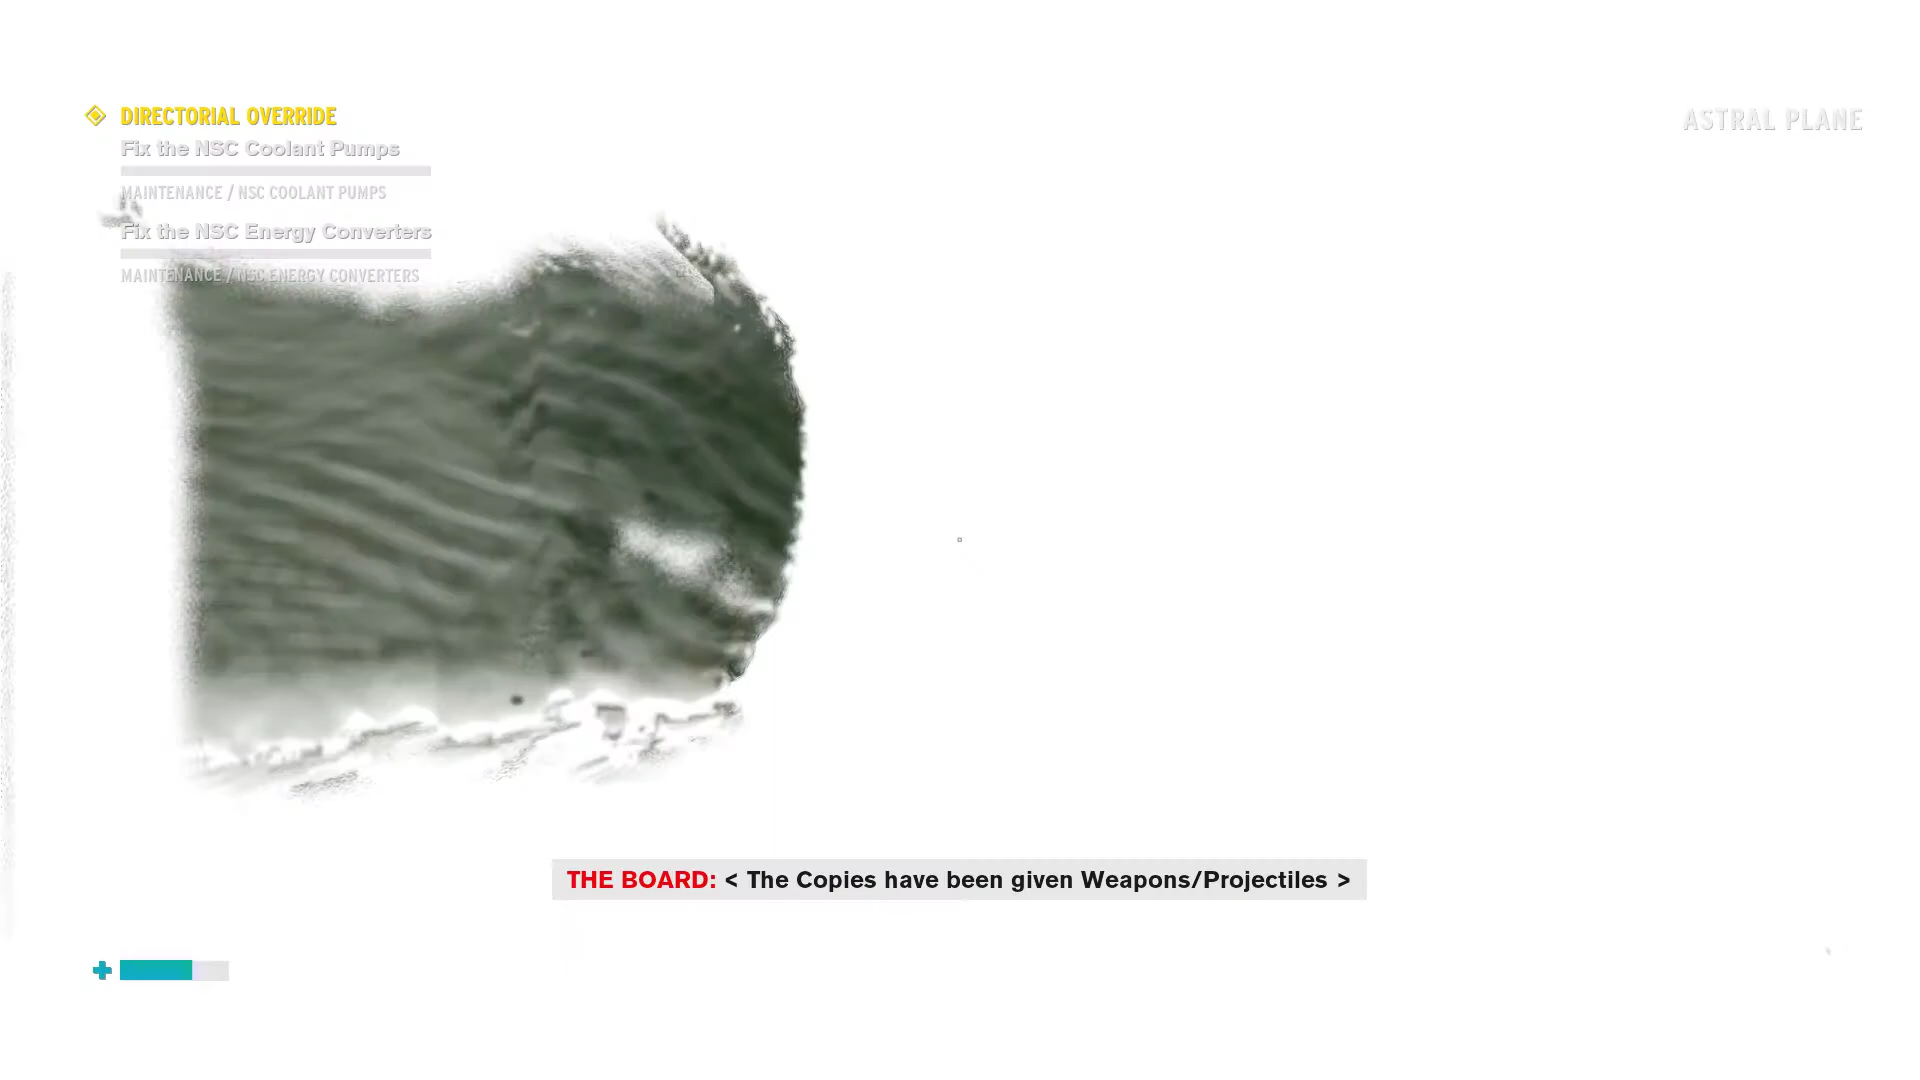 DIRECTORIAL OVERRIDE
Fix the NSC Coolant Pumps
MAINTENANCE / NSC COOLANT PUMPS
Fix the NSC Energy Converters
MAINTENANCE / NSC ENERGY CONVERTERS
ASTRAL PLANE
THE BOARD: < The Copies have been given Weapons/Projectiles >